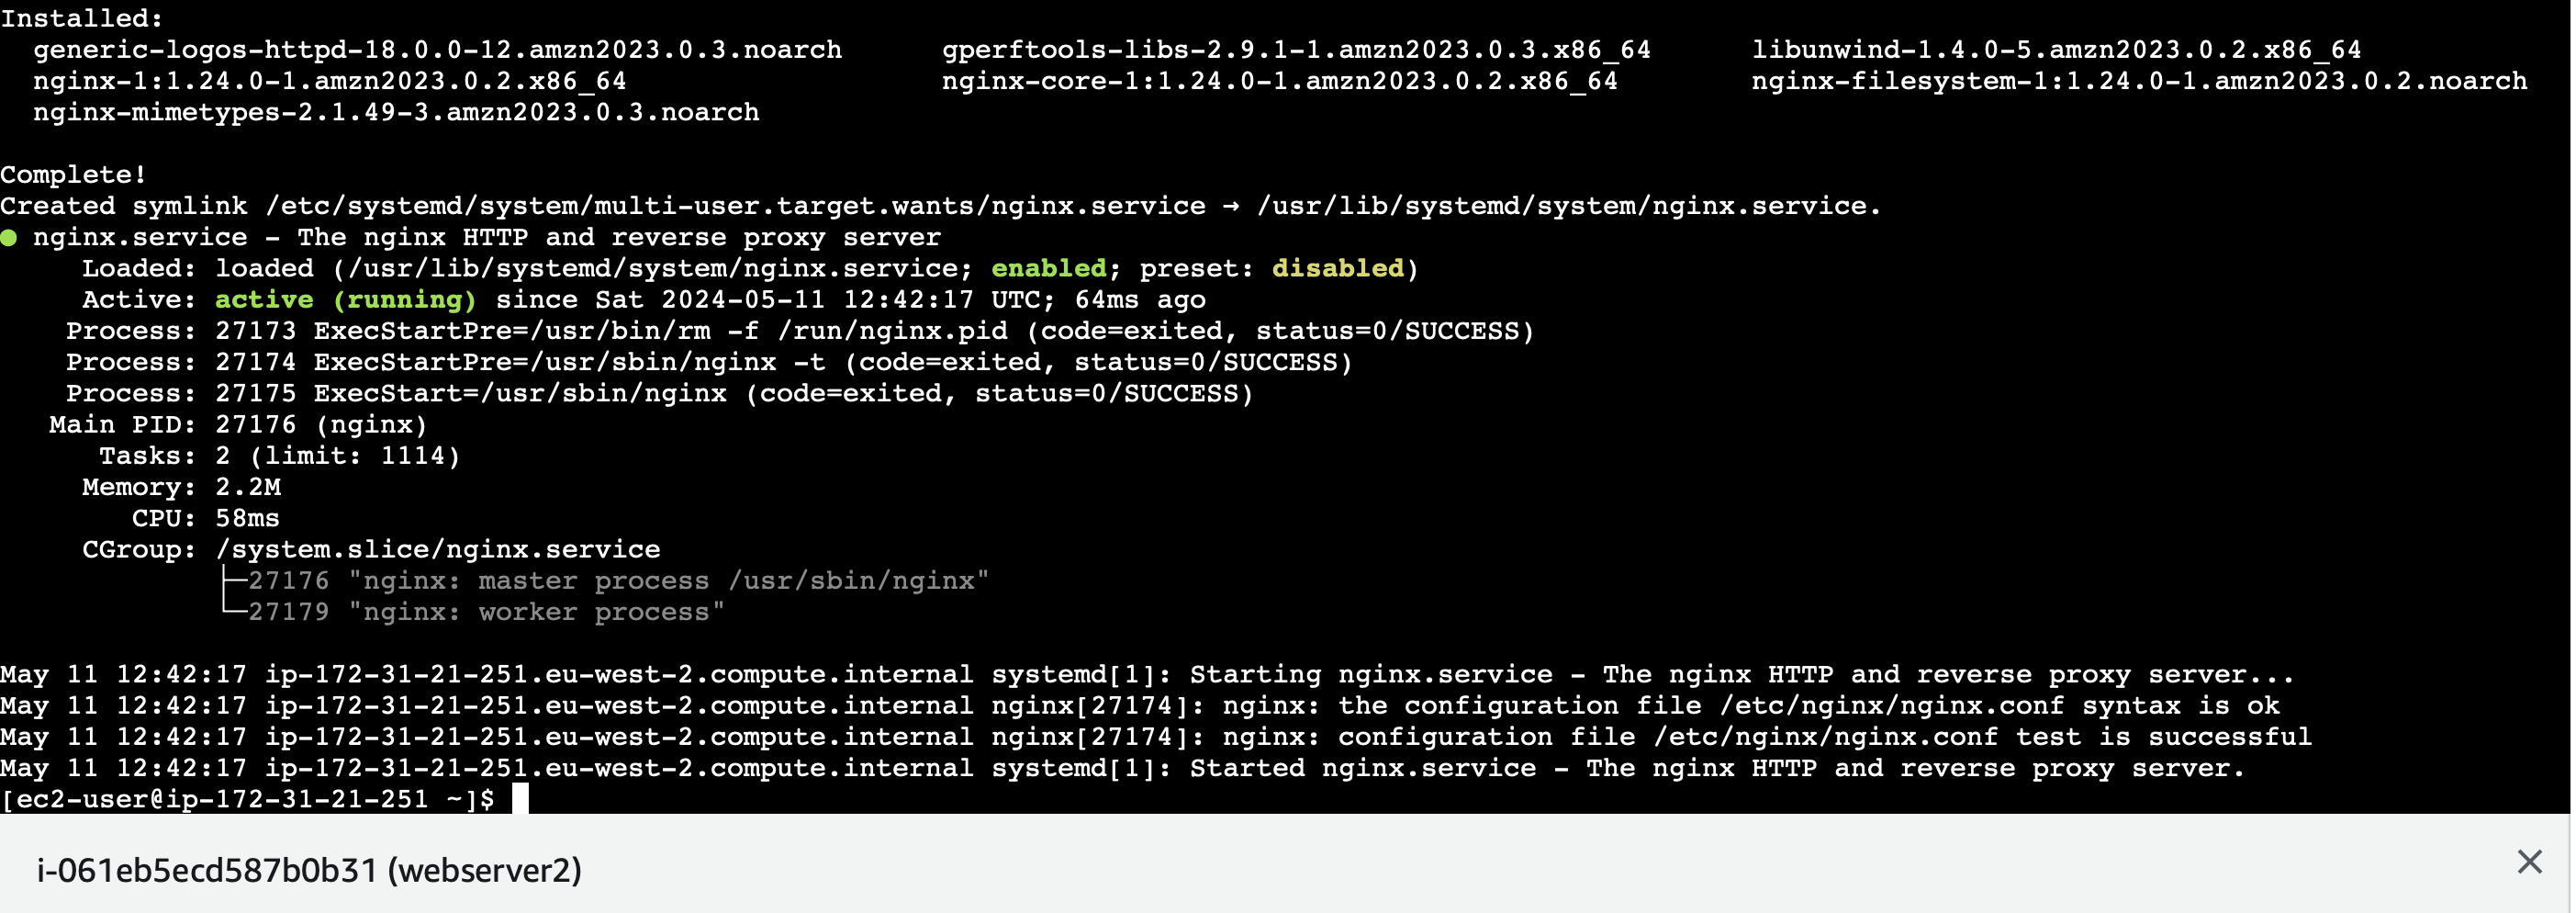 Installed:
  generic-logos-httpd-18.0.0-12.amzn2023.0.3.noarch      gperftools-libs-2.9.1-1.amzn2023.0.3.x86_64      libunwind-1.4.0-5.amzn2023.0.2.x86_64
  nginx-1:1.24.0-1.amzn2023.0.2.x86_64                   nginx-core-1:1.24.0-1.amzn2023.0.2.x86_64        nginx-filesystem-1:1.24.0-1.amzn2023.0.2.noarch
  nginx-mimetypes-2.1.49-3.amzn2023.0.3.noarch

Complete!
Created symlink /etc/systemd/system/multi-user.target.wants/nginx.service → /usr/lib/systemd/system/nginx.service.
● nginx.service - The nginx HTTP and reverse proxy server
     Loaded: loaded (/usr/lib/systemd/system/nginx.service; enabled; preset: disabled)
     Active: active (running) since Sat 2024-05-11 12:42:17 UTC; 64ms ago
    Process: 27173 ExecStartPre=/usr/bin/rm -f /run/nginx.pid (code=exited, status=0/SUCCESS)
    Process: 27174 ExecStartPre=/usr/sbin/nginx -t (code=exited, status=0/SUCCESS)
    Process: 27175 ExecStart=/usr/sbin/nginx (code=exited, status=0/SUCCESS)
   Main PID: 27176 (nginx)
      Tasks: 2 (limit: 1114)
     Memory: 2.2M
        CPU: 58ms
     CGroup: /system.slice/nginx.service
             ├─27176 "nginx: master process /usr/sbin/nginx"
             └─27179 "nginx: worker process"

May 11 12:42:17 ip-172-31-21-251.eu-west-2.compute.internal systemd[1]: Starting nginx.service - The nginx HTTP and reverse proxy server...
May 11 12:42:17 ip-172-31-21-251.eu-west-2.compute.internal nginx[27174]: nginx: the configuration file /etc/nginx/nginx.conf syntax is ok
May 11 12:42:17 ip-172-31-21-251.eu-west-2.compute.internal nginx[27174]: nginx: configuration file /etc/nginx/nginx.conf test is successful
May 11 12:42:17 ip-172-31-21-251.eu-west-2.compute.internal systemd[1]: Started nginx.service - The nginx HTTP and reverse proxy server.
[ec2-user@ip-172-31-21-251 ~]$
i-061eb5ecd587b0b31 (webserver2)